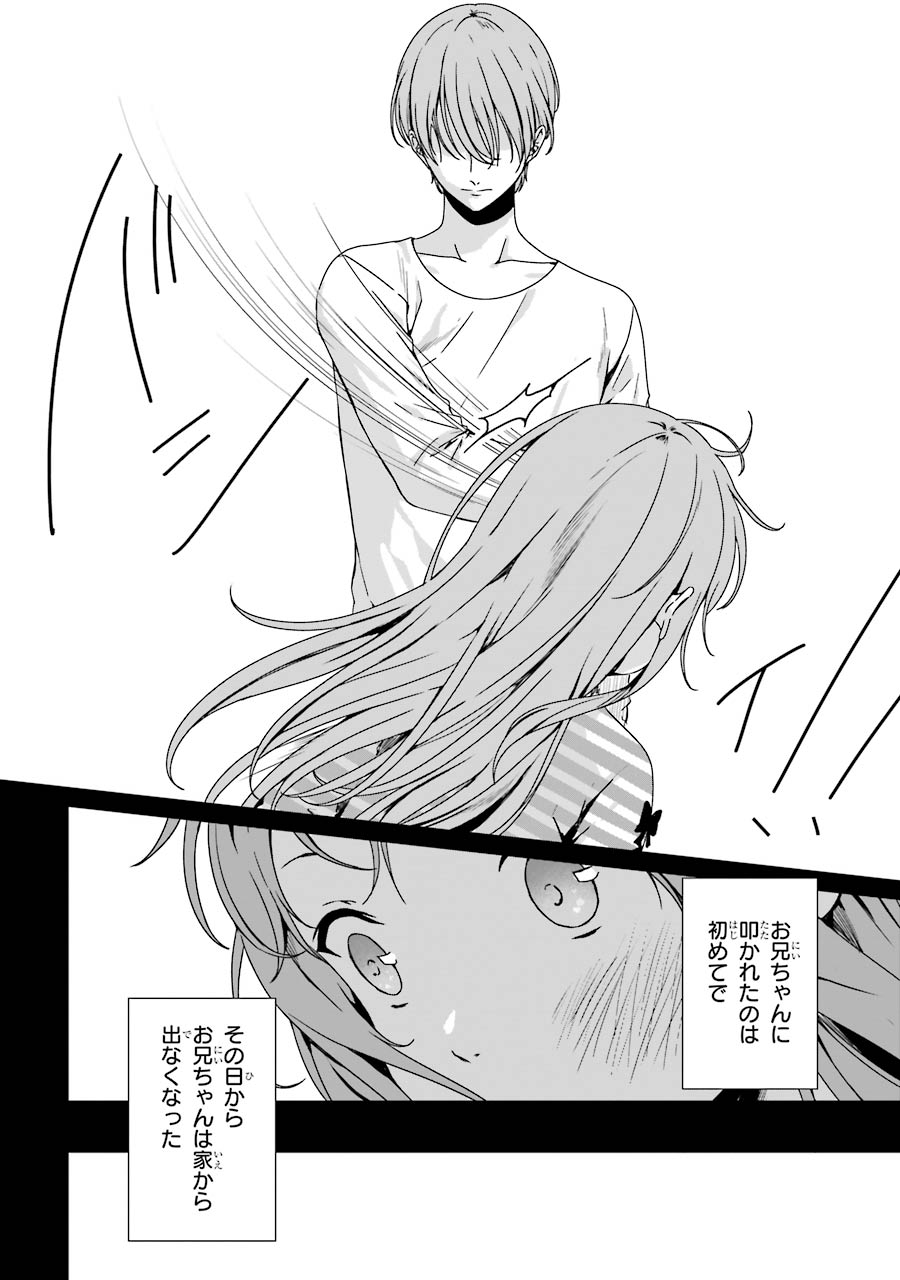 お兄ちゃんに
叩かれたのは
初めてで
その日から
お兄ちゃんは家から
出なくなった